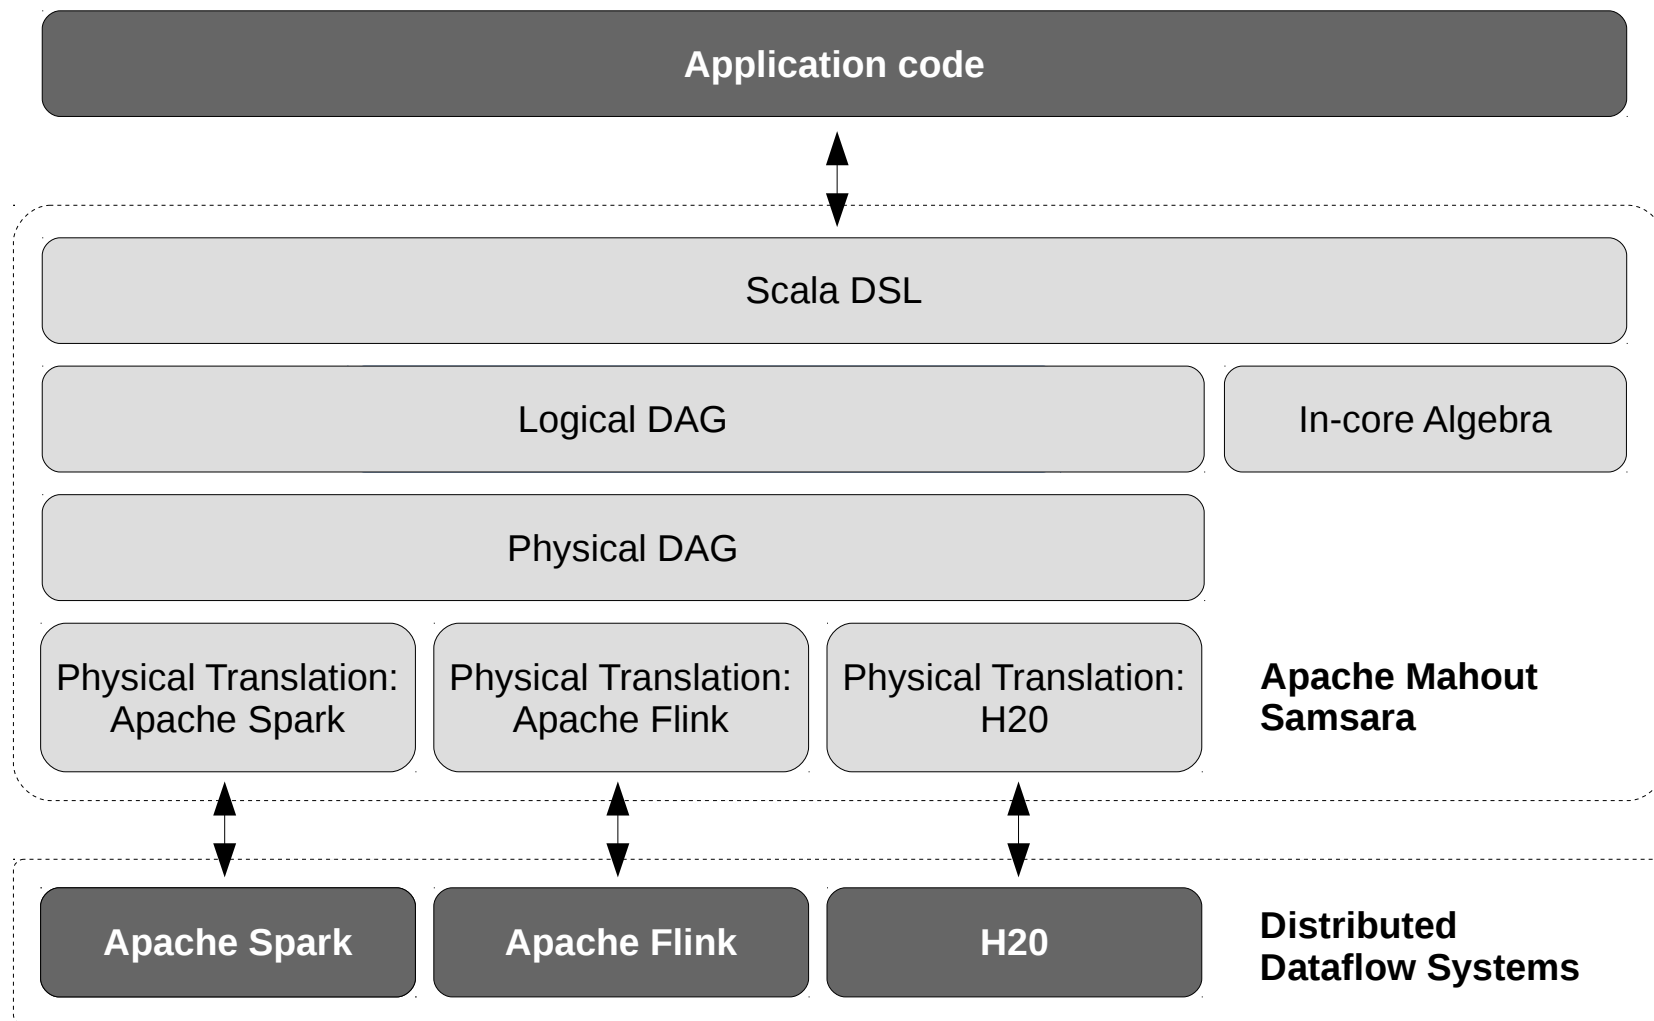 Application code
Scala DSL
Logical DAG
In-core Algebra
Physical DAG
Physical Translation:
Apache Spark
Physical Translation:
Apache Flink
Physical Translation:
H20
Apache Mahout
Samsara
Apache Spark
Apache Flink
H20
Distributed
Dataflow Systems